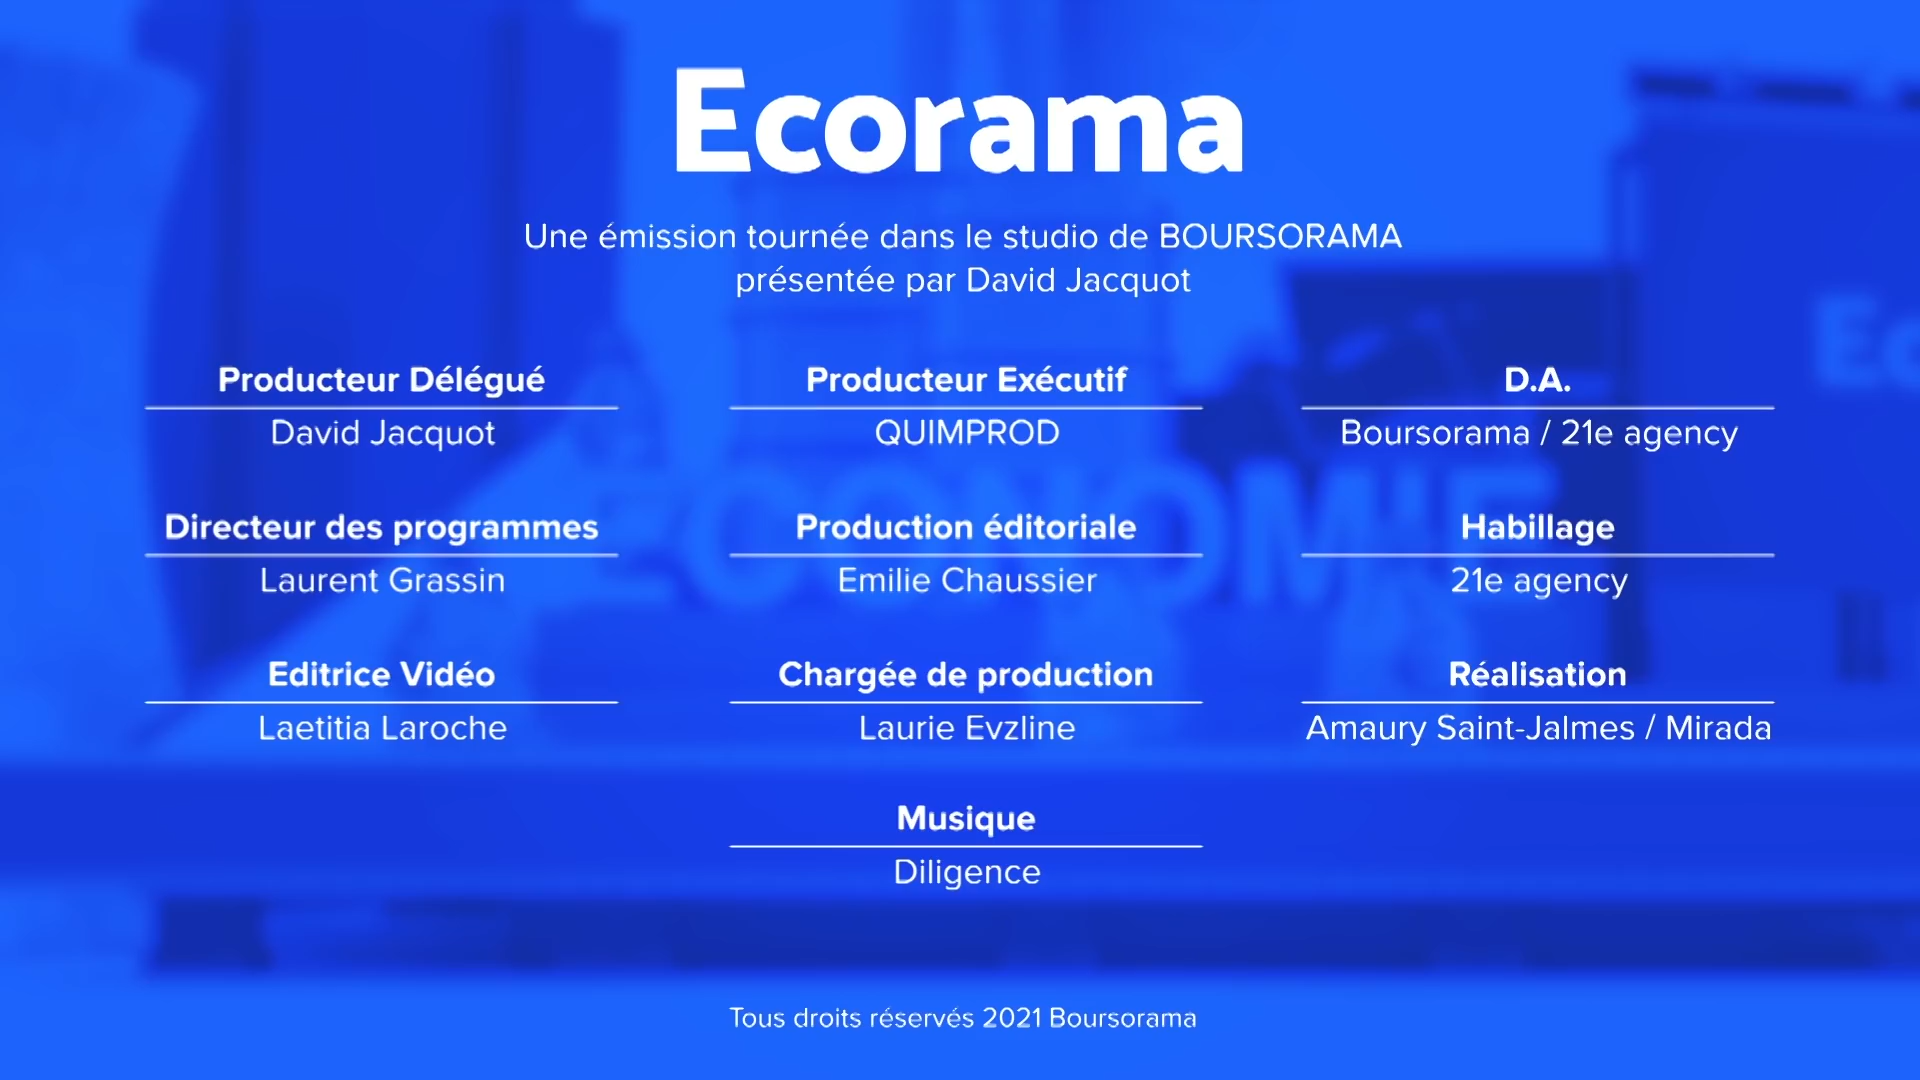 Ecorama
Une émission tournée dans le studio de BOURSORAMA
présentée par David Jacquot
Producteur Délégué
David Jacquot
Producteur Exécutif
QUIMPROD
D.A.
Boursorama / 21e agency
Directeur des programmes
Laurent Grassin
Production éditoriale
Emilie Chaussier
Habillage
21e agency
Editrice Vidéo
Laetitia Laroche
Chargée de production
Laurie Evzline
Réalisation
Amaury Saint-Jalmes / Mirada
Musique
Diligence
Tous droits réservés 2021 Boursorama
ECONOMIE
Ec